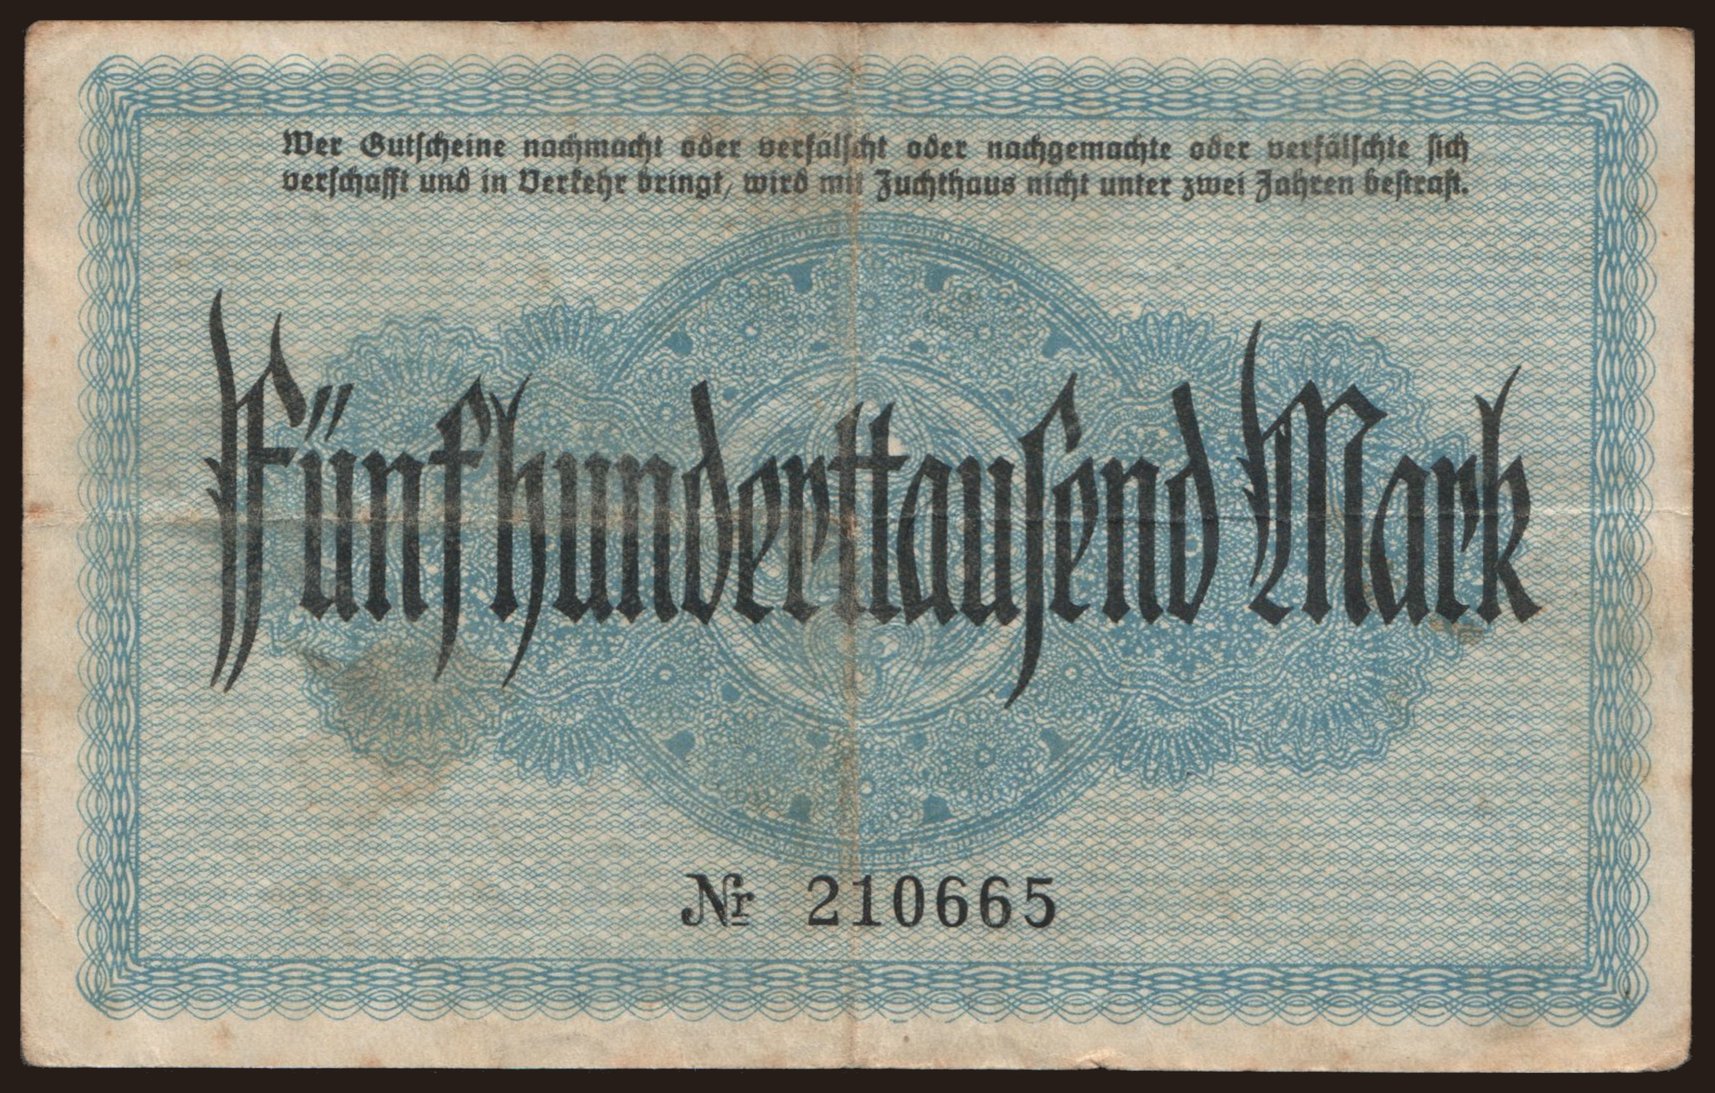 Wer Gutscheine nachmacht oder verfälscht oder nachgemachte oder verfälschte sich
verschafft und in Verkehr bringt, wird mit Zuchthaus nicht unter zwei Jahren bestraft.
Fünfhunderttausend Mark
Nr 210665